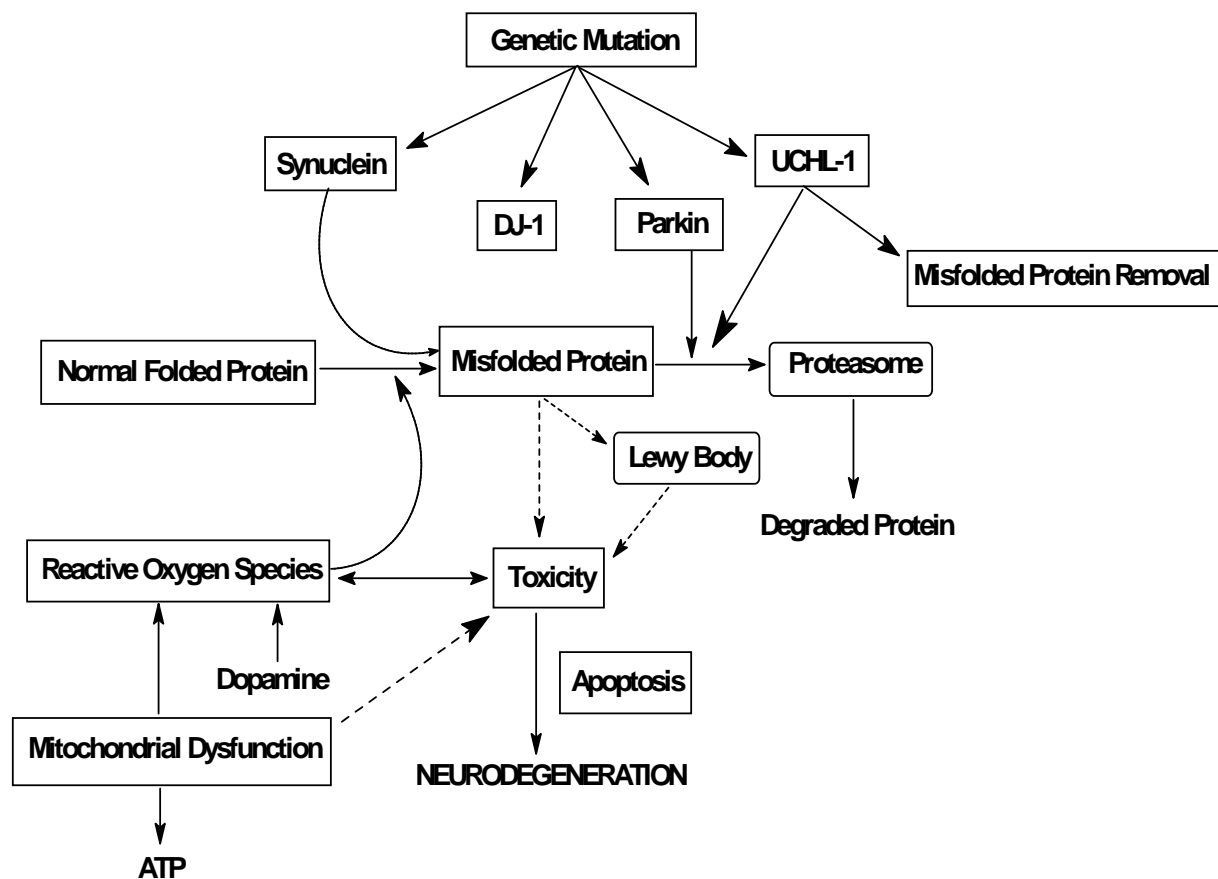 Genetic Mutation
Synuclein
UCHL-1
DJ-1
Parkin
Misfolded Protein Removal
Normal Folded Protein
Misfolded Protein
Proteasome
Lewy Body
Degraded Protein
Reactive Oxygen Species
Toxicity
Dopamine
Apoptosis
Mitochondrial Dysfunction
NEURODEGENERATION
ATP